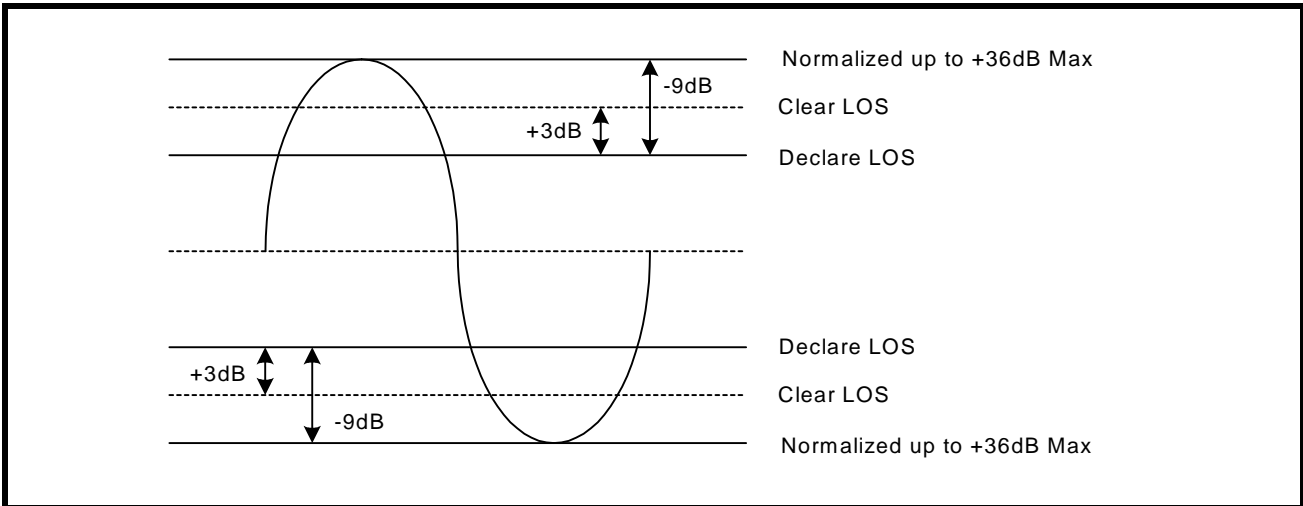 Normalized up to +36dB Max
-9dB
Clear LOS
+3dB
Declare LOS
Declare LOS
+3dB
Clear LOS
-9dB
Normalized up to +36dB Max